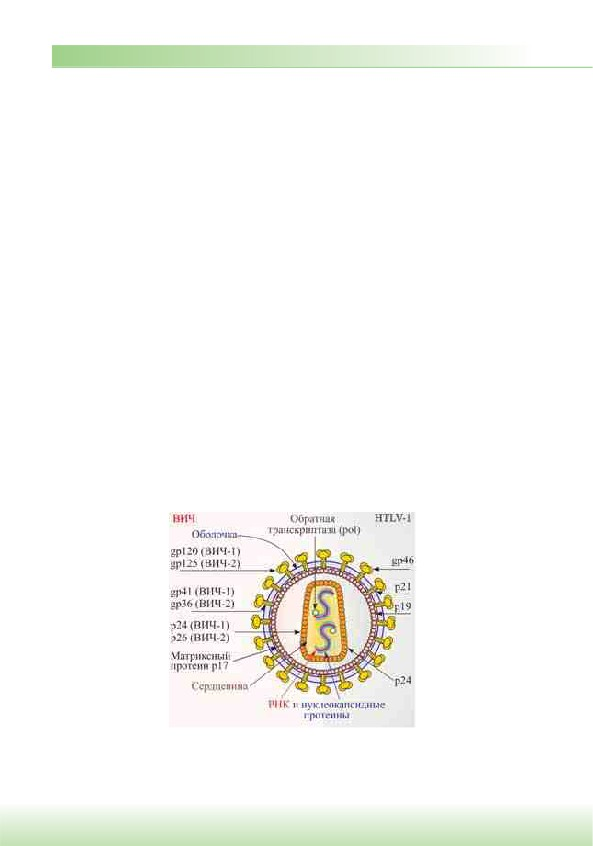 ВИЧ
Обратная
транскриптаза (pol)
HTLV-1
Оболочка
gp120 (ВИЧ-1)
gp125 (ВИЧ-2)
gp46
gp41 (ВИЧ-1)
gp36 (ВИЧ-2)
p21
p19
p24 (ВИЧ-1)
p26 (ВИЧ-2)
Матриксный
протеин p17
Сердцевина
p24
РНК и нуклеокапсидные
протеины